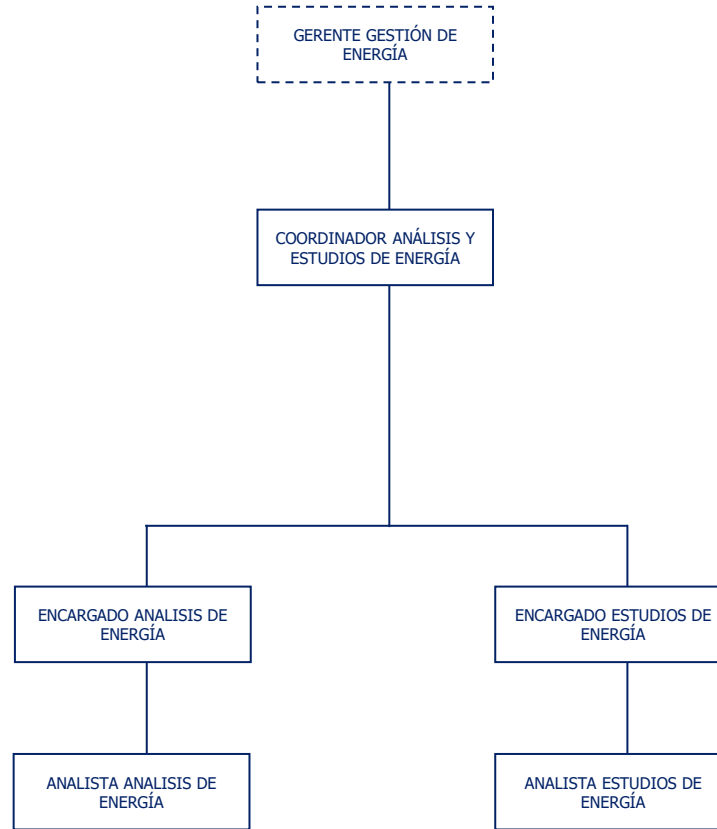 GERENTE GESTIÓN DE
ENERGÍA
COORDINADOR ANÁLISIS Y
ESTUDIOS DE ENERGÍA
ENCARGADO ANALISIS DE
ENERGÍA
ENCARGADO ESTUDIOS DE
ENERGÍA
ANALISTA ANALISIS DE
ENERGÍA
ANALISTA ESTUDIOS DE
ENERGÍA